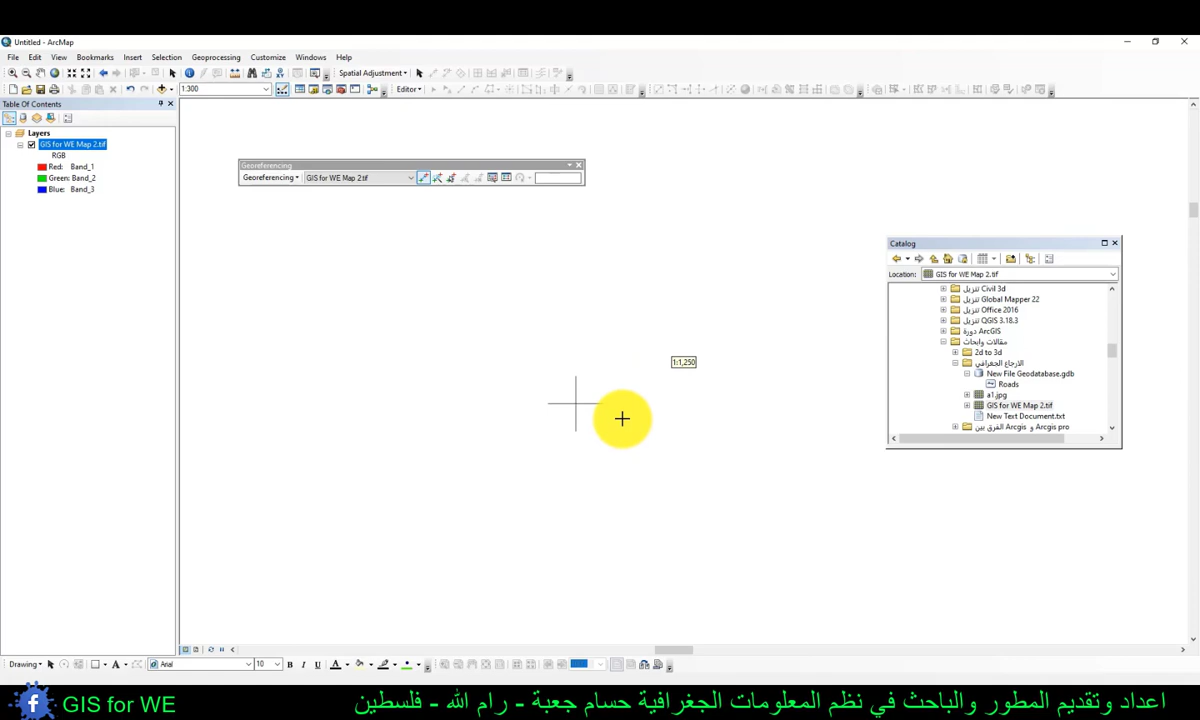 Untitled - ArcMap
File Edit View Bookmarks Insert Selection Geoprocessing Customize Windows Help
Spatial Adjustment
1:300
Editor
Table Of Contents
Layers
GIS for WE Map 2.tif
RGB
Red: Band_1
Green: Band_2
Blue: Band_3
Georeferencing
Georeferencing GIS for WE Map 2.tif
1:1,250
Catalog
Location: GIS for WE Map 2.tif
تنزيل Civil 3d
تنزيل Global Mapper 22
تنزيل Office 2016
تنزيل QGIS 3.18.3
دورة ArcGIS
مقالات وابحاث
2d to 3d
الارجاع الجغرافي
New File Geodatabase.gdb
Roads
a1.jpg
GIS for WE Map 2.tif
New Text Document.txt
الفرق بين Arcgis و Arcgis pro
Drawing Arial 10 B I U A
GIS for WE
اعداد وتقديم المطور والباحث في نظم المعلومات الجغرافية حسام جعبة - رام الله - فلسطين